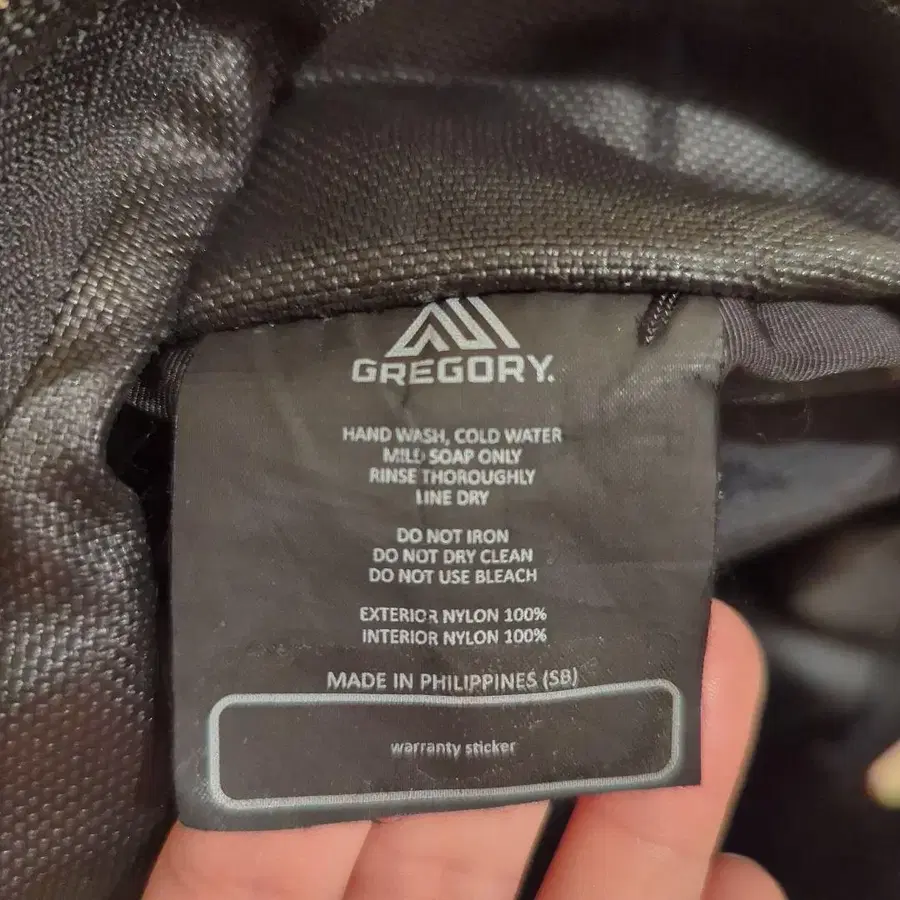 GREGORY.
HAND WASH, COLD WATER
MILD SOAP ONLY
RINSE THOROUGHLY
LINE DRY
DO NOT IRON
DO NOT DRY CLEAN
DO NOT USE BLEACH
EXTERIOR NYLON 100%
INTERIOR NYLON 100%
MADE IN PHILIPPINES (SB)
warranty sticker